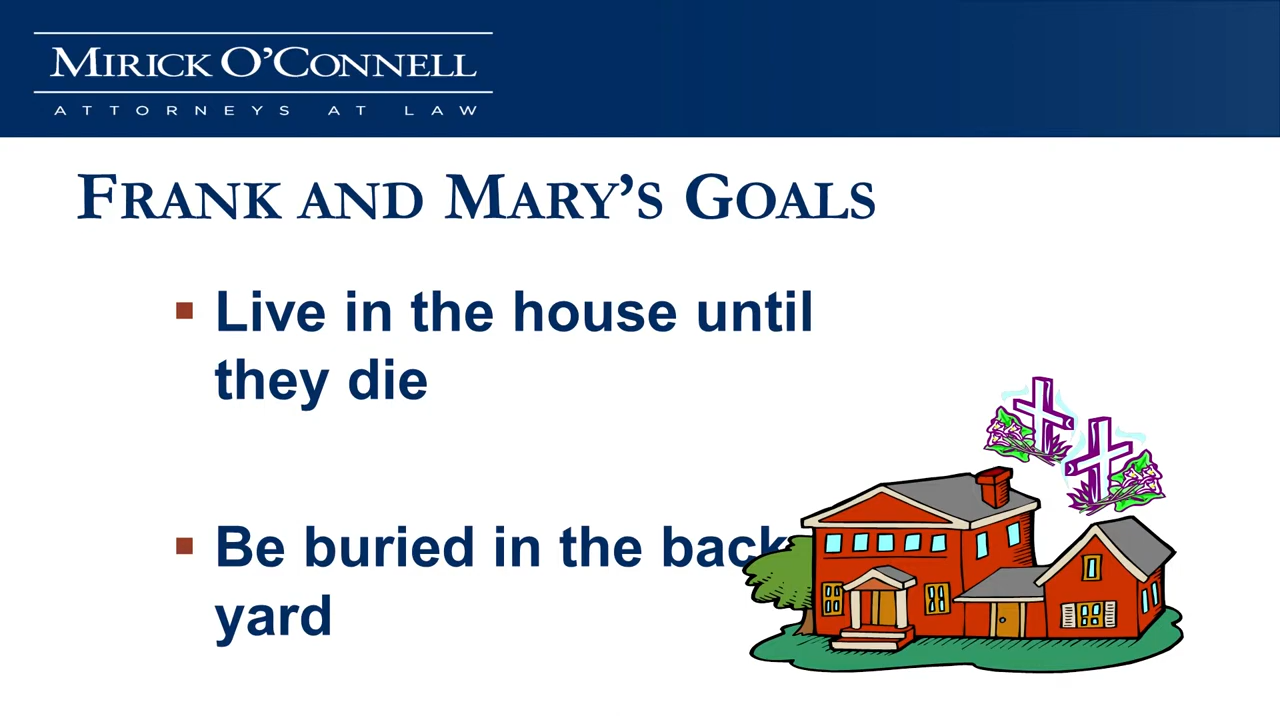 MIRICK O'CONNELL
ATTORNEYS AT LAW
FRANK AND MARY'S GOALS
Live in the house until
they die
Be buried in the back
yard